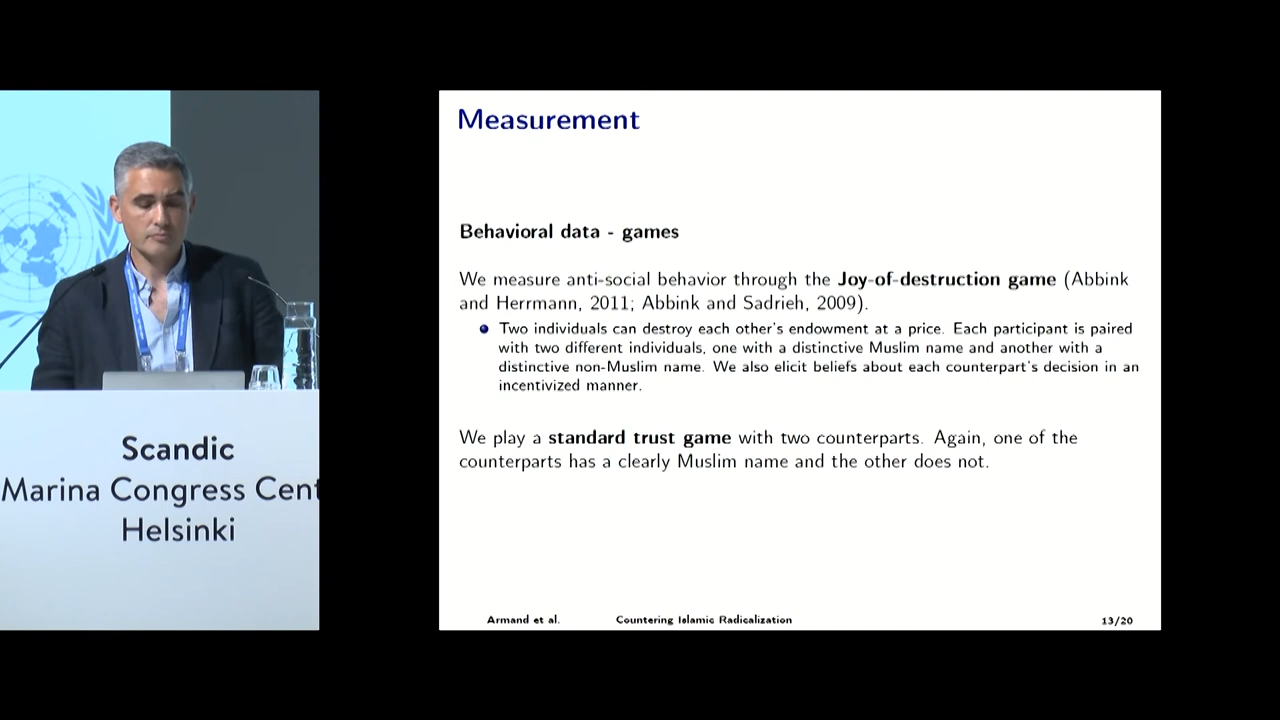 Scandic
Marina Congress Cent
Helsinki
Measurement
Behavioral data - games
We measure anti-social behavior through the Joy-of-destruction game (Abbink
and Herrmann, 2011; Abbink and Sadrieh, 2009).
Two individuals can destroy each other's endowment at a price. Each participant is paired
with two different individuals, one with a distinctive Muslim name and another with a
distinctive non-Muslim name. We also elicit beliefs about each counterpart's decision in an
incentivized manner.
We play a standard trust game with two counterparts. Again, one of the
counterparts has a clearly Muslim name and the other does not.
Armand et al. Countering Islamic Radicalization 13/20